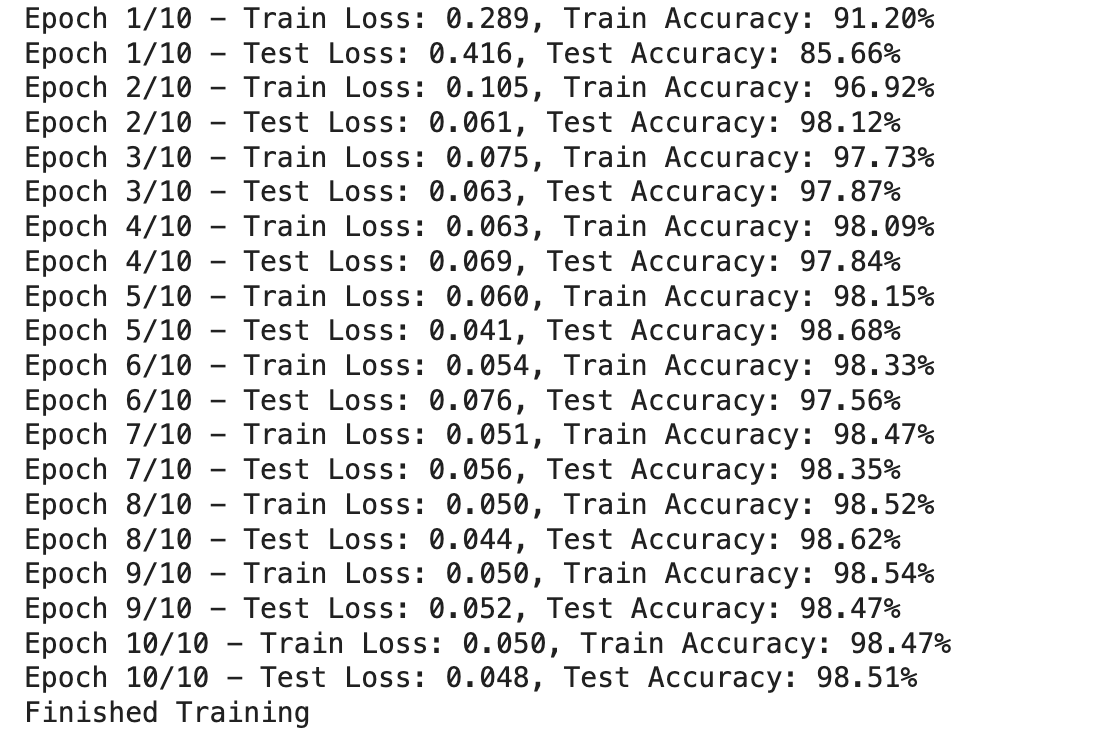 Epoch 1/10 – Train Loss: 0.289, Train Accuracy: 91.20%
Epoch 1/10 – Test Loss: 0.416, Test Accuracy: 85.66%
Epoch 2/10 – Train Loss: 0.105, Train Accuracy: 96.92%
Epoch 2/10 – Test Loss: 0.061, Test Accuracy: 98.12%
Epoch 3/10 – Train Loss: 0.075, Train Accuracy: 97.73%
Epoch 3/10 – Test Loss: 0.063, Test Accuracy: 97.87%
Epoch 4/10 – Train Loss: 0.063, Train Accuracy: 98.09%
Epoch 4/10 – Test Loss: 0.069, Test Accuracy: 97.84%
Epoch 5/10 – Train Loss: 0.060, Train Accuracy: 98.15%
Epoch 5/10 – Test Loss: 0.041, Test Accuracy: 98.68%
Epoch 6/10 – Train Loss: 0.054, Train Accuracy: 98.33%
Epoch 6/10 – Test Loss: 0.076, Test Accuracy: 97.56%
Epoch 7/10 – Train Loss: 0.051, Train Accuracy: 98.47%
Epoch 7/10 – Test Loss: 0.056, Test Accuracy: 98.35%
Epoch 8/10 – Train Loss: 0.050, Train Accuracy: 98.52%
Epoch 8/10 – Test Loss: 0.044, Test Accuracy: 98.62%
Epoch 9/10 – Train Loss: 0.050, Train Accuracy: 98.54%
Epoch 9/10 – Test Loss: 0.052, Test Accuracy: 98.47%
Epoch 10/10 – Train Loss: 0.050, Train Accuracy: 98.47%
Epoch 10/10 – Test Loss: 0.048, Test Accuracy: 98.51%
Finished Training